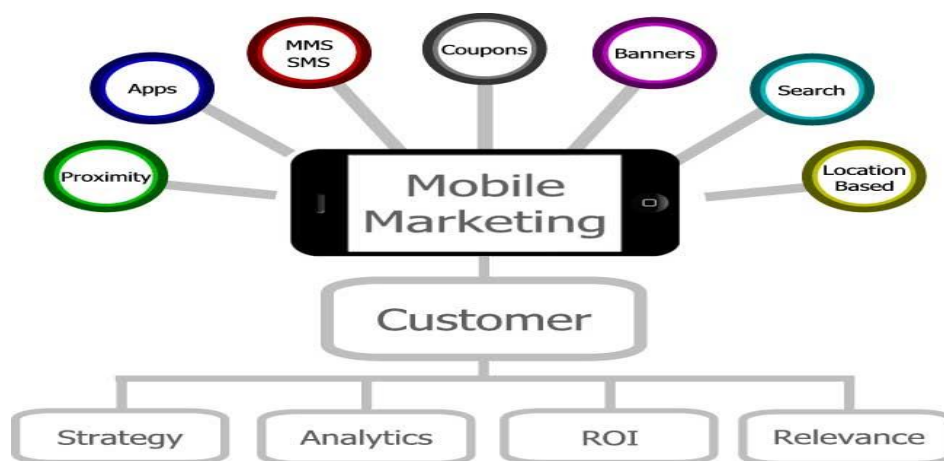 MMS
SMS
Coupons
Banners
Apps
Search
Proximity
Location
Based
Mobile
Marketing
Customer
Strategy
Analytics
ROI
Relevance